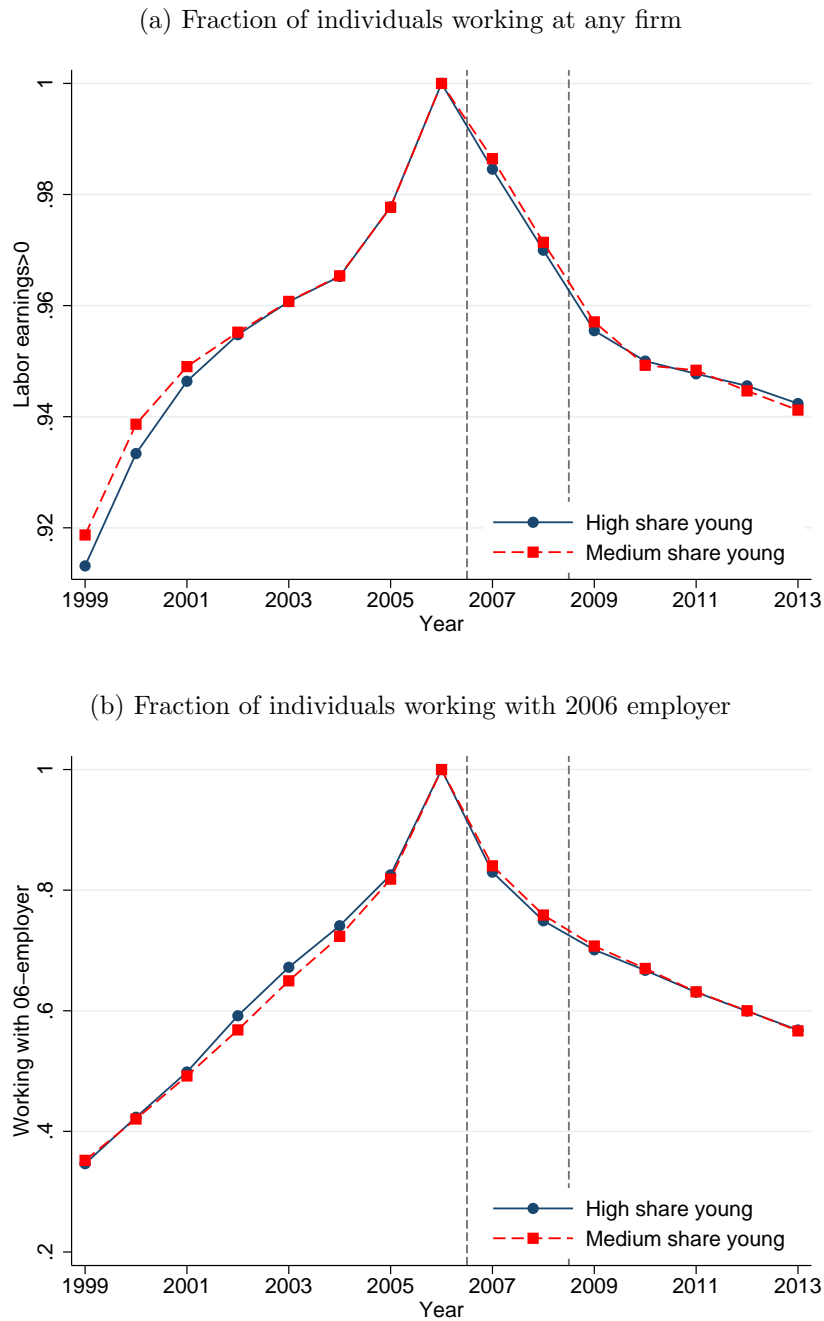 (a) Fraction of individuals working at any firm
Labor earnings>0
1
.98
.96
.94
.92
High share young
Medium share young
1999 2001 2003 2005 2007 2009 2011 2013
Year
(b) Fraction of individuals working with 2006 employer
Working with 06–employer
1
.8
.6
.4
.2
High share young
Medium share young
1999 2001 2003 2005 2007 2009 2011 2013
Year